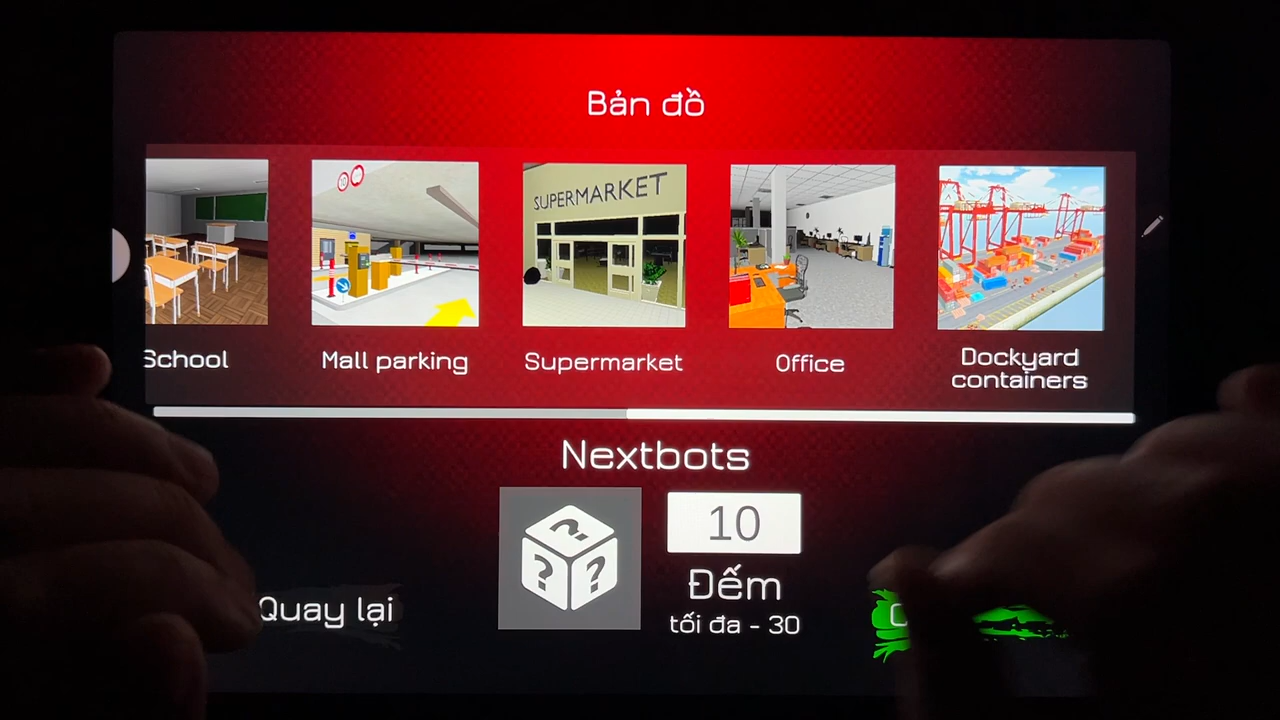 Bản đồ
SUPERMARKET
School
Mall parking
Supermarket
Office
Dockyard
containers
Nextbots
? ? ?
10
Đếm
tối đa - 30
Quay lại